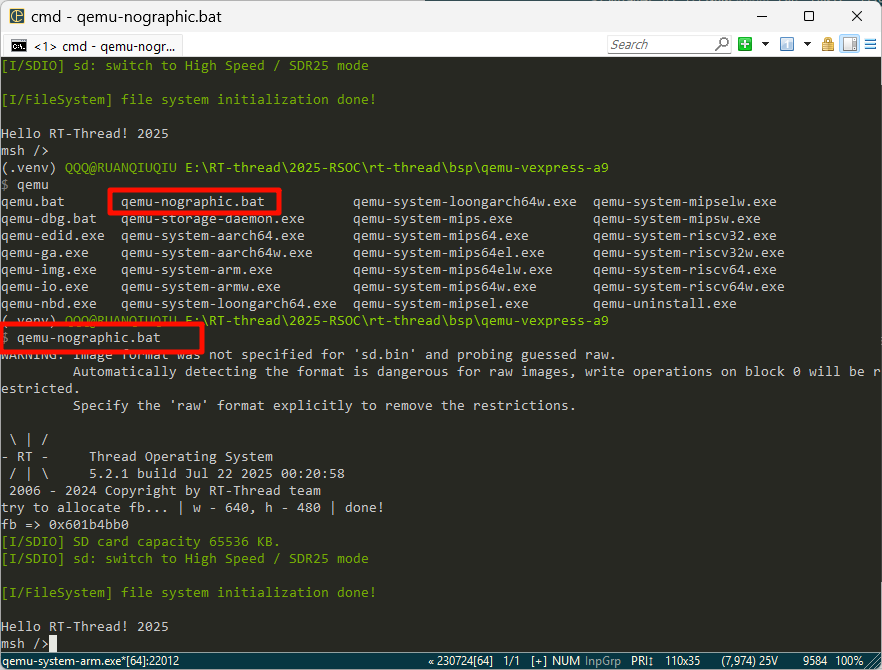 cmd - qemu-nographic.bat
<1> cmd - qemu-nogr...
Search
[I/SDIO] sd: switch to High Speed / SDR25 mode
[I/FileSystem] file system initialization done!
Hello RT-Thread! 2025
msh />
(.venv) QQQ@RUANQIUQIU E:\RT-thread\2025-RSOC\rt-thread\bsp\qemu-vexpress-a9
$ qemu
qemu.bat qemu-nographic.bat qemu-system-loongarch64w.exe qemu-system-mipselw.exe
qemu-dbg.bat qemu-storage-daemon.exe qemu-system-mips.exe qemu-system-mipsw.exe
qemu-edid.exe qemu-system-aarch64.exe qemu-system-mips64.exe qemu-system-riscv32.exe
qemu-ga.exe qemu-system-aarch64w.exe qemu-system-mips64el.exe qemu-system-riscv32w.exe
qemu-img.exe qemu-system-arm.exe qemu-system-mips64elw.exe qemu-system-riscv64.exe
qemu-io.exe qemu-system-armw.exe qemu-system-mips64w.exe qemu-system-riscv64w.exe
qemu-nbd.exe qemu-system-loongarch64.exe qemu-system-mipsel.exe qemu-uninstall.exe
(.venv) QQQ@RUANQIUQIU E:\RT-thread\2025-RSOC\rt-thread\bsp\qemu-vexpress-a9
$ qemu-nographic.bat
WARNING: Image format was not specified for 'sd.bin' and probing guessed raw.
Automatically detecting the format is dangerous for raw images, write operations on block 0 will be r
estricted.
Specify the 'raw' format explicitly to remove the restrictions.
\ | /
- RT - Thread Operating System
/ | \ 5.2.1 build Jul 22 2025 00:20:58
2006 - 2024 Copyright by RT-Thread team
try to allocate fb... | w - 640, h - 480 | done!
fb => 0x601b4bb0
[I/SDIO] SD card capacity 65536 KB.
[I/SDIO] sd: switch to High Speed / SDR25 mode
[I/FileSystem] file system initialization done!
Hello RT-Thread! 2025
msh />
qemu-system-arm.exe*[64]:22012 « 230724[64] 1/1 [+] NUM InpGrp PRI↕ 110x35 (7,974) 25V 9584 100%